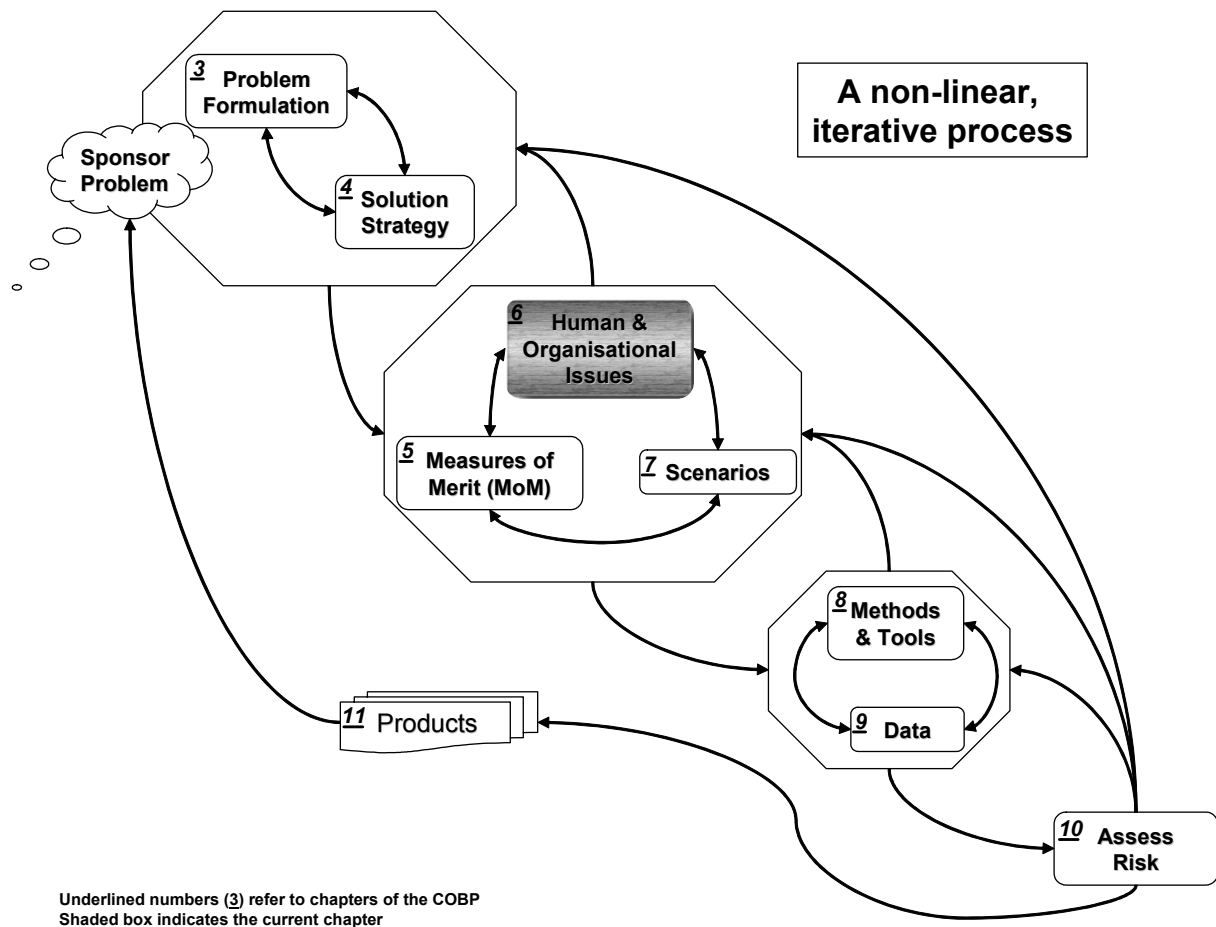 3
Problem
Formulation
A non-linear,
iterative process
Sponsor
Problem
4
Solution
Strategy
6
Human &
Organisational
Issues
5
Measures of
Merit (MoM)
7
Scenarios
8
Methods
& Tools
9
Data
11 Products
10
Assess
Risk
Underlined numbers (3) refer to chapters of the COBP
Shaded box indicates the current chapter